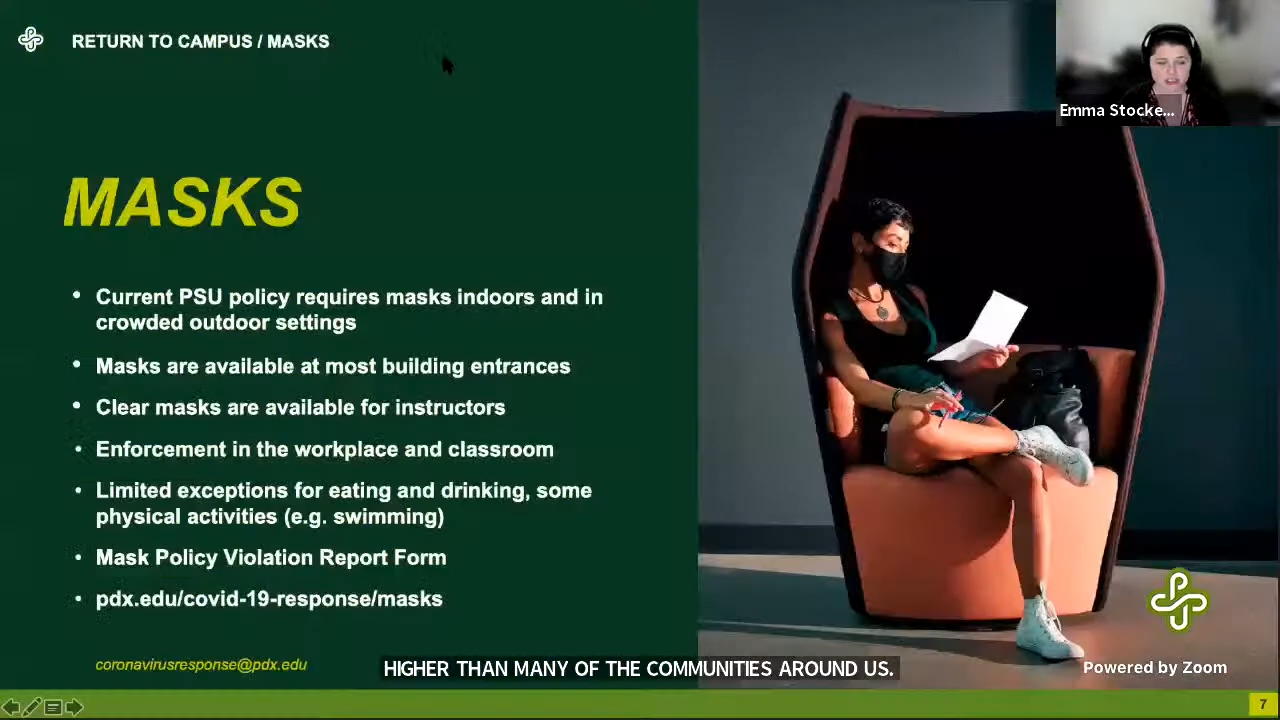 RETURN TO CAMPUS / MASKS
Emma Stocke...
MASKS
• Current PSU policy requires masks indoors and in
crowded outdoor settings
• Masks are available at most building entrances
• Clear masks are available for instructors
• Enforcement in the workplace and classroom
• Limited exceptions for eating and drinking, some
physical activities (e.g. swimming)
• Mask Policy Violation Report Form
• pdx.edu/covid-19-response/masks
coronavirusresponse@pdx.edu
HIGHER THAN MANY OF THE COMMUNITIES AROUND US.
Powered by Zoom
7